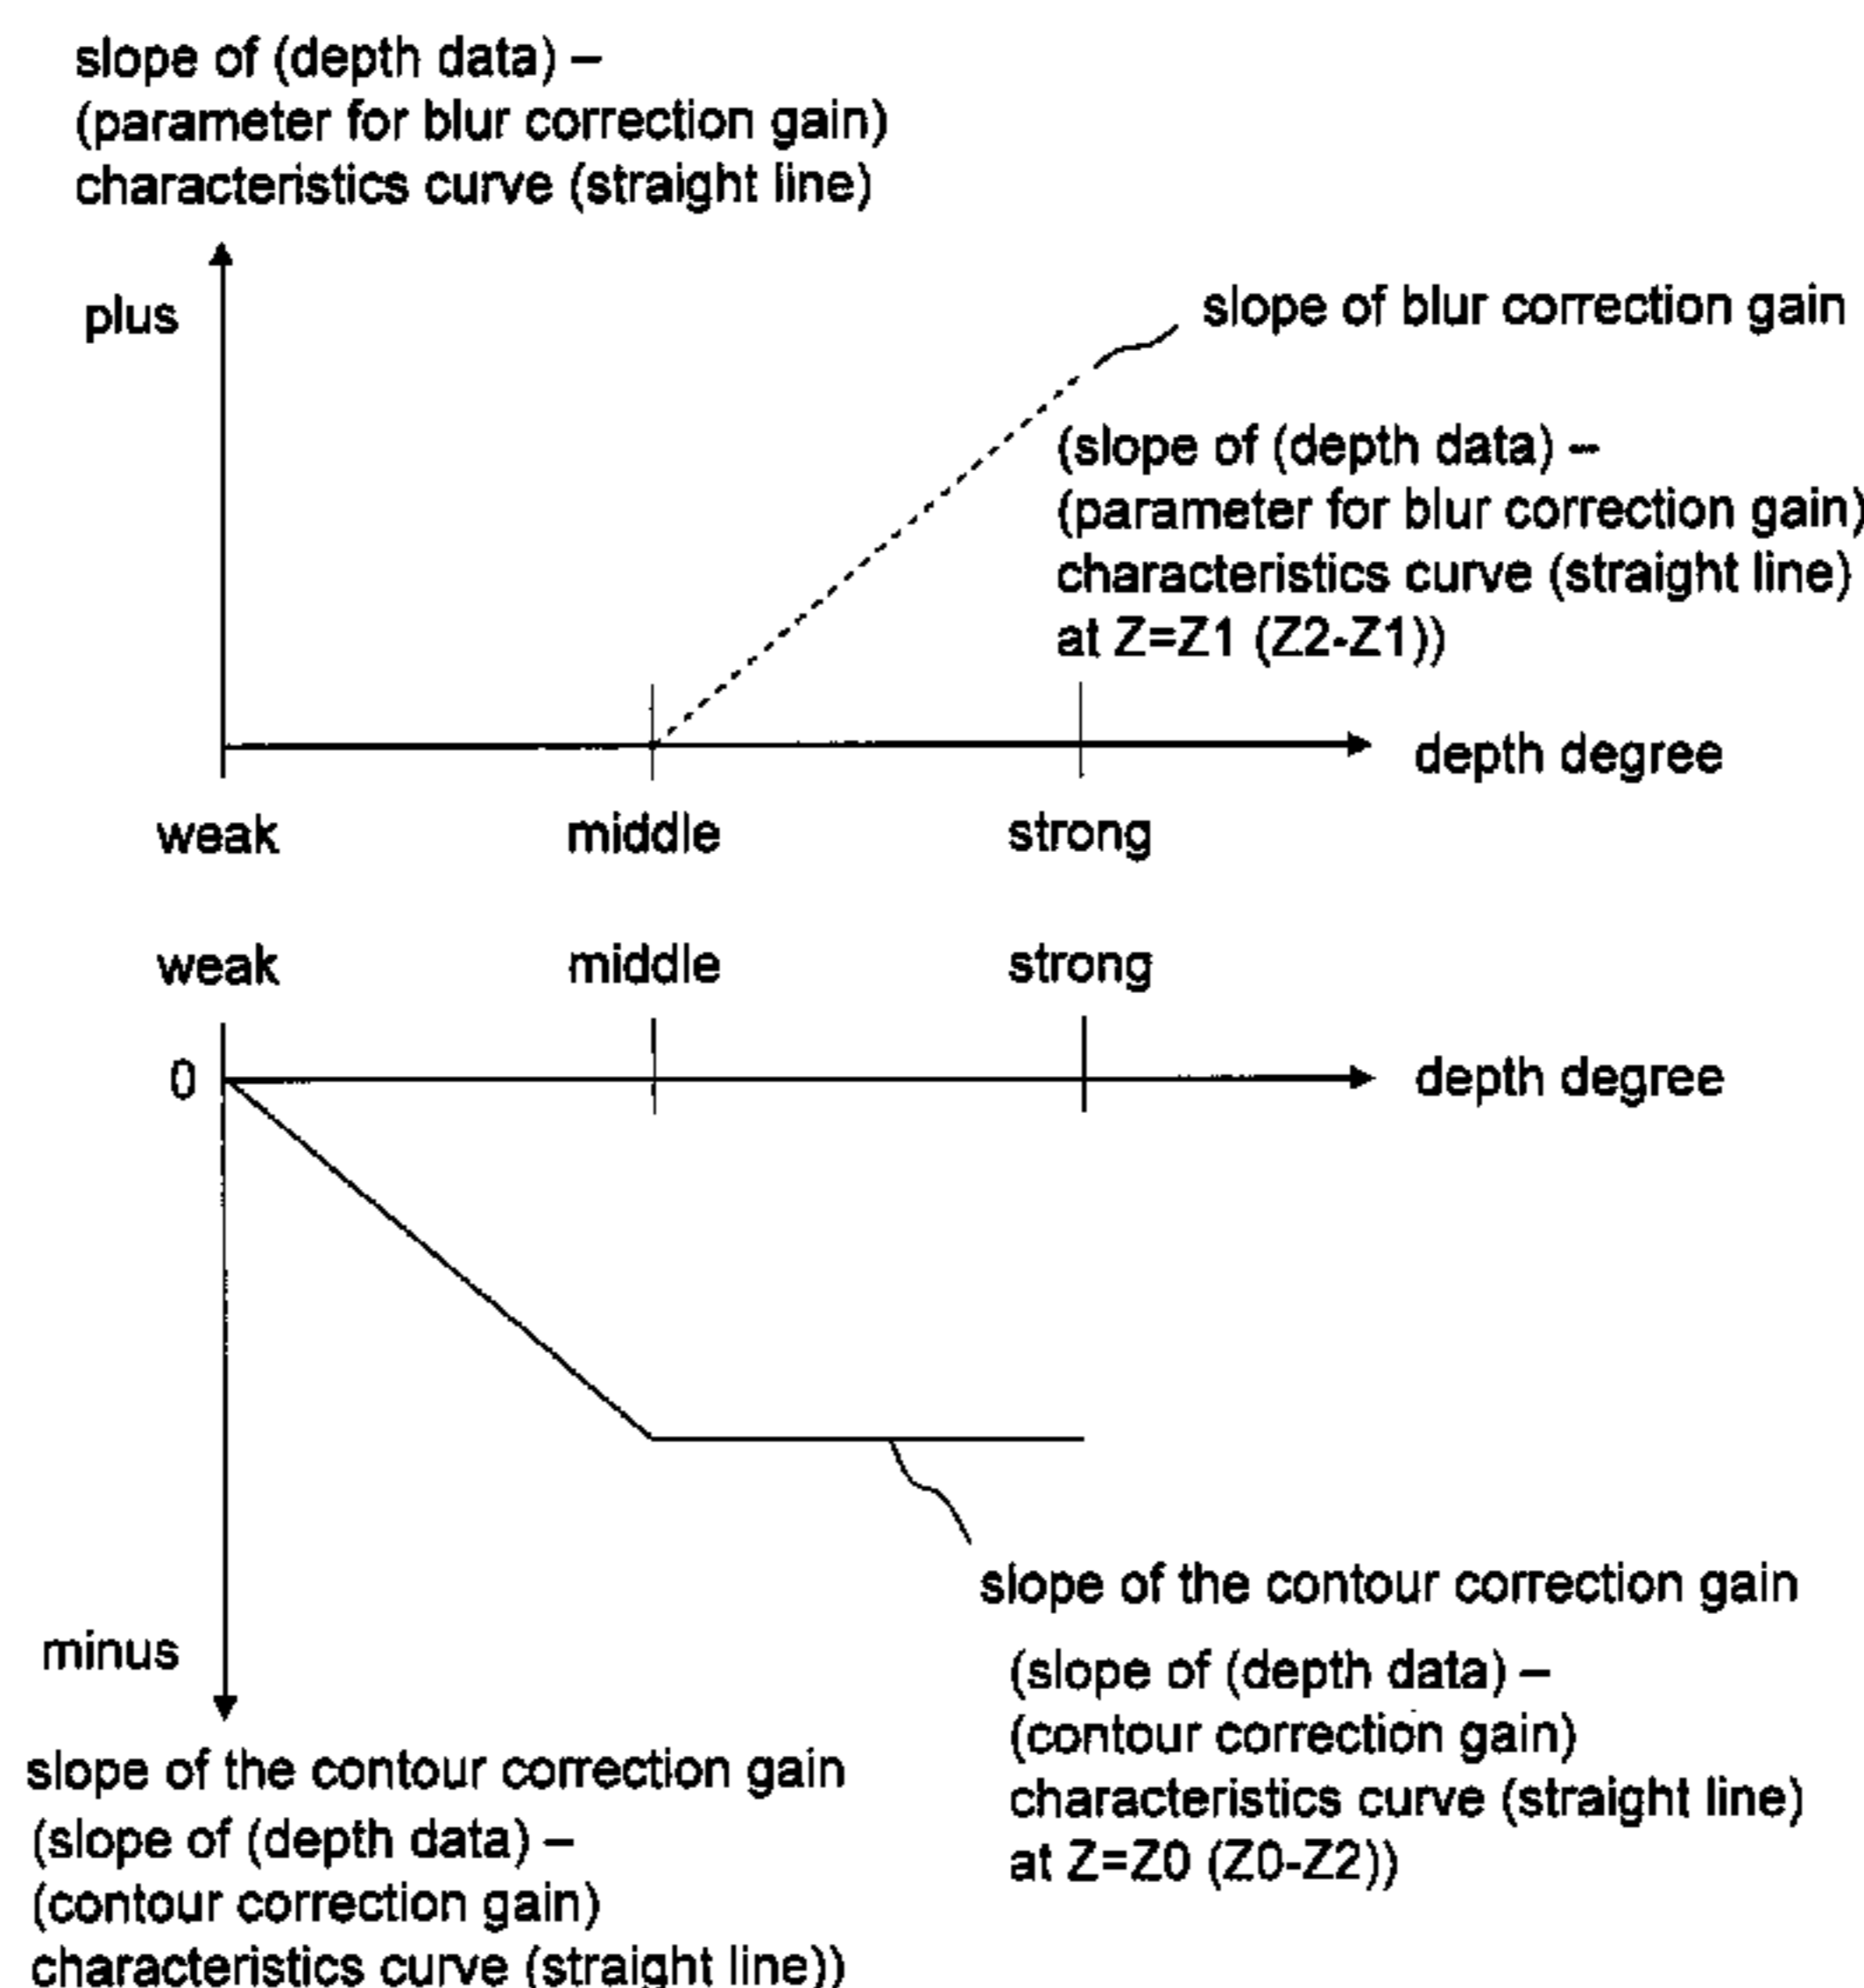 slope of (depth data) –
(parameter for blur correction gain)
characteristics curve (straight line)
plus
slope of blur correction gain
(slope of (depth data) –
(parameter for blur correction gain)
characteristics curve (straight line)
at Z=Z1 (Z2-Z1))
depth degree
weak middle strong
weak middle strong
0
depth degree
minus
slope of the contour correction gain
(slope of (depth data) –
(contour correction gain)
characteristics curve (straight line)
at Z=Z0 (Z0-Z2))
slope of the contour correction gain
(slope of (depth data) –
(contour correction gain)
characteristics curve (straight line))